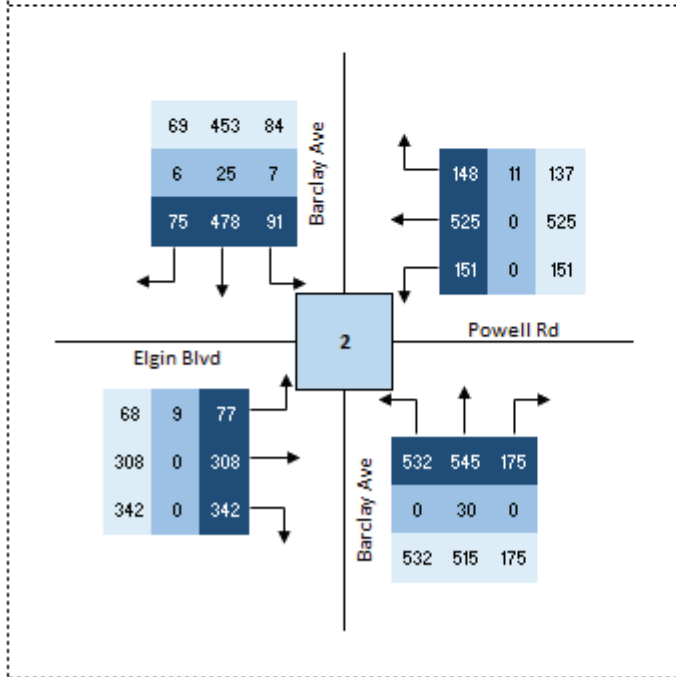 69 453 84
6 25 7
75 478 91
Barclay Ave
148 11 137
525 0 525
151 0 151
2
Powell Rd
Elgin Blvd
68 9 77
308 0 308
342 0 342
Barclay Ave
532 545 175
0 30 0
532 515 175